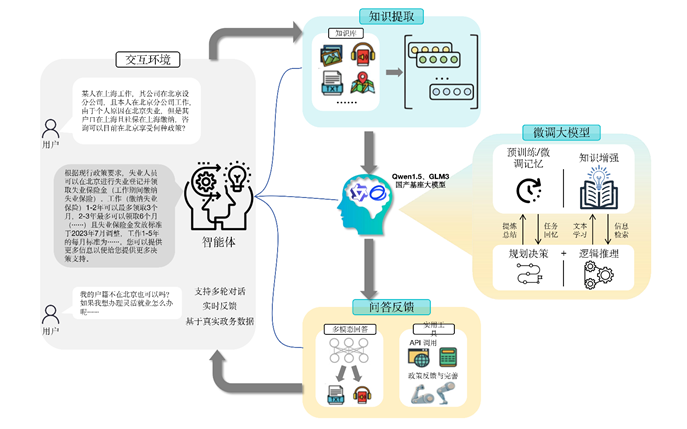 交互环境
某人在上海工作，其公司在北京设
分公司，且本人在北京分公司工作，
由于个人原因在北京失业，但是其
户口在上海且社保在上海缴纳，咨
询可以目前在北京享受何种政策？
用户
根据现行政策要求，失业人员
可以在北京进行失业登记并领
取失业保险金（工作期间缴纳
失业保险），工作（缴纳失业
保险）1-2年可以最多领取3个
月，2-3年最多可以领取6个月
（……）且失业保险金发放标准
于2023年7月调整，工作1-5年
的每月标准为……，您可以提供
更多信息以便给您提供更多决
策支持。
智能体
我的户籍不在北京也可以吗？
如果我想办理灵活就业怎么办
呢……
用户
支持多轮对话
实时反馈
基于真实政务数据
知识提取
知识库
TXT
……
Qwen1.5，GLM3
国产基座大模型
微调大模型
预训练/微
调记忆
知识增强
提炼
总结
任务
回忆
文本
学习
信息
检索
规划决策
+
逻辑推理
问答反馈
多模态回答
TXT
实用工
具
API 调用
政策反馈与完善